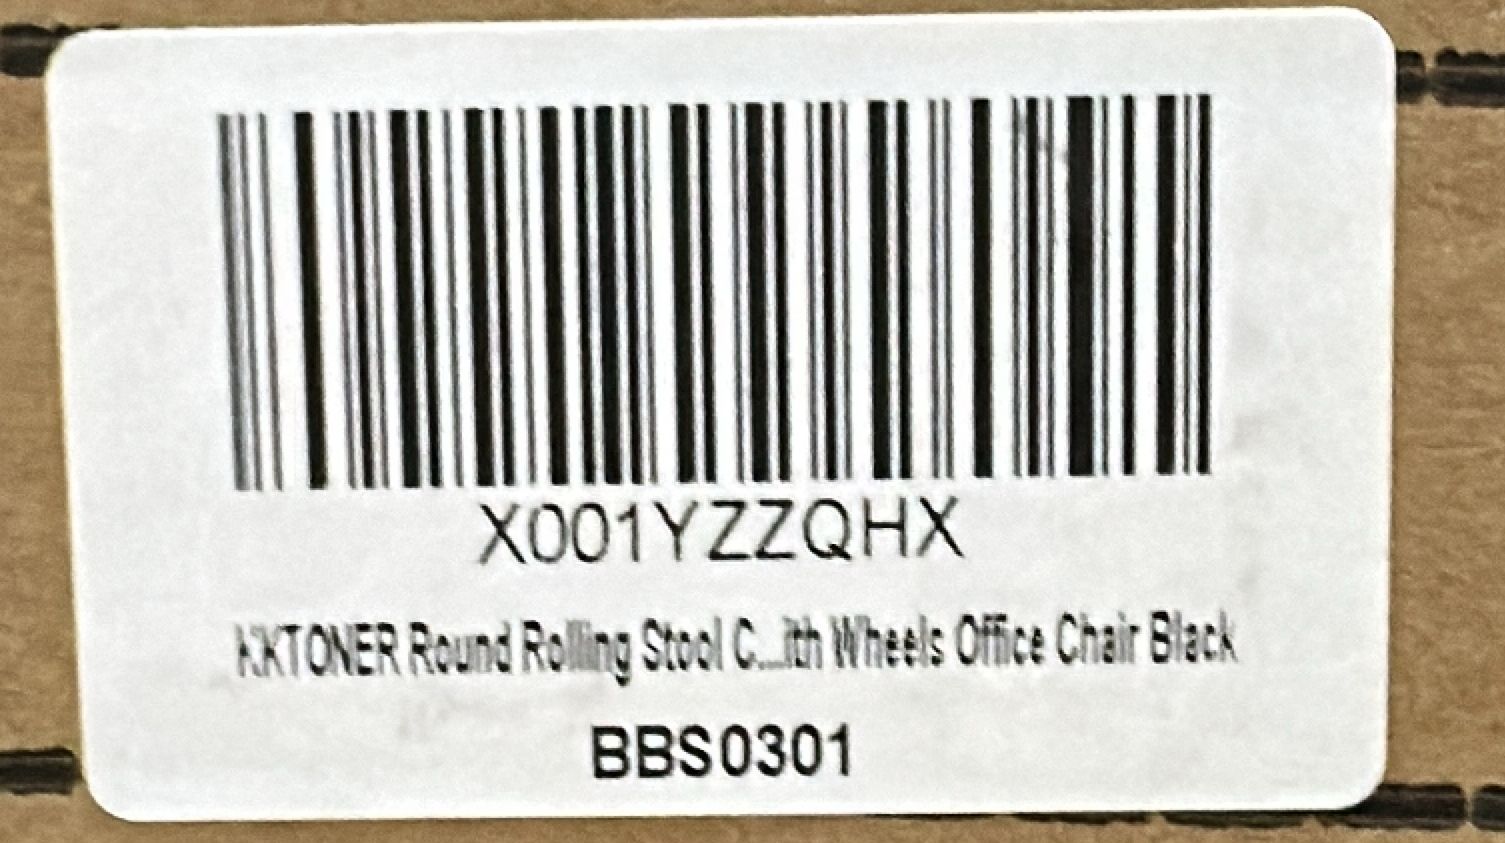 X001YZZQHX
KKTONER Round Rolling Stool C...ith Wheels Office Chair Black
BBS0301